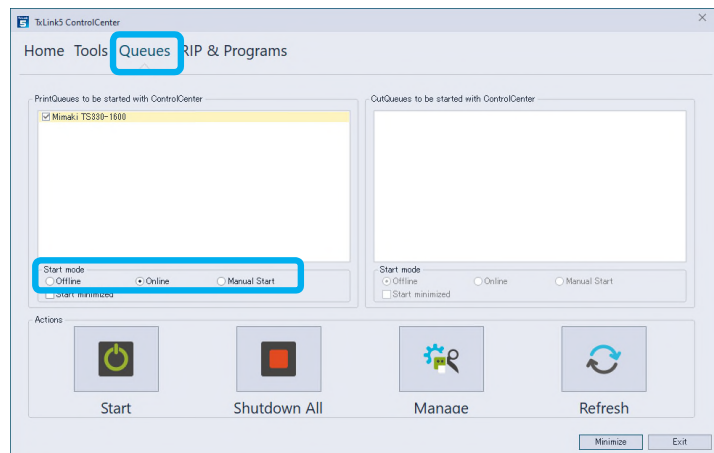 TxLink5 ControlCenter
Home Tools Queues RIP & Programs
PrintQueues to be started with ControlCenter
Mimaki TS330-1600
Start mode
Offline Online Manual Start
Start minimized
CutQueues to be started with ControlCenter
Start mode
Offline Online Manual Start
Start minimized
Actions
Start Shutdown All Manage Refresh
Minimize Exit